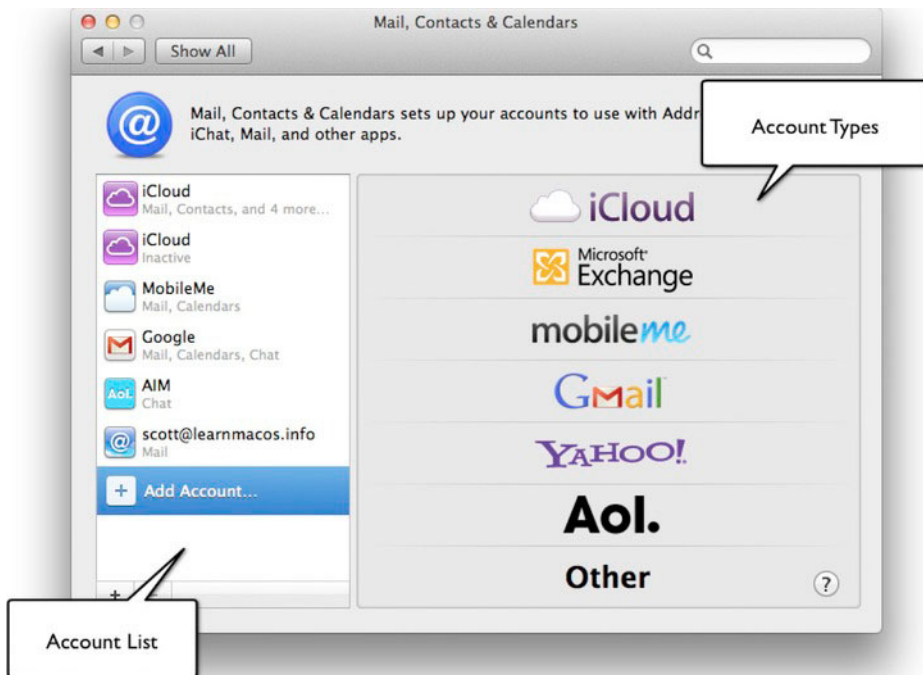 Mail, Contacts & Calendars
Show All
Mail, Contacts & Calendars sets up your accounts to use with Addr
iChat, Mail, and other apps.
Account Types
iCloud
Mail, Contacts, and 4 more...
iCloud
Inactive
MobileMe
Mail, Calendars
Google
Mail, Calendars, Chat
Aol.
AIM
Chat
scott@learnmacos.info
Mail
Add Account...
iCloud
Microsoft
Exchange
mobileme
Gmail
YAHOO!
Aol.
Other
?
Account List